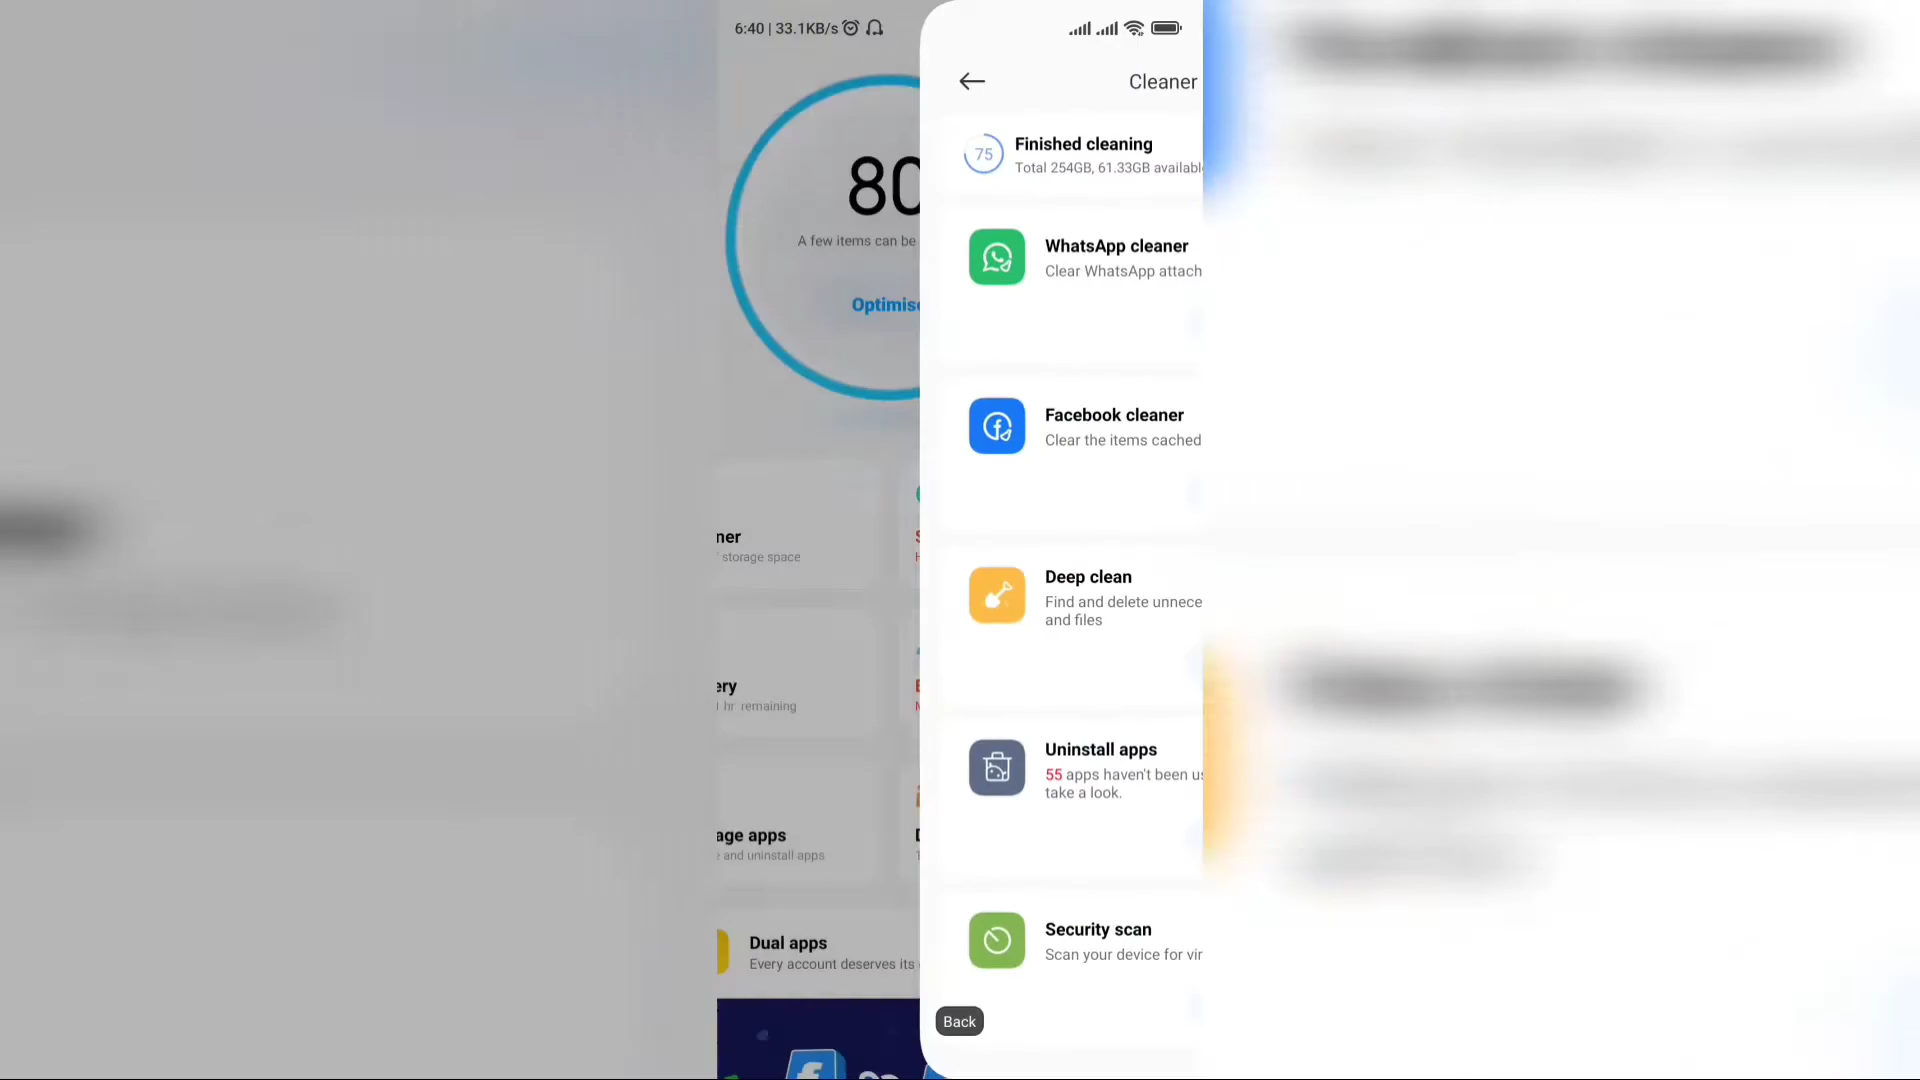 6:40 | 33.1KB/s
80
A few items can be
Optimise
ner
storage space
ery
hr remaining
age apps
and uninstall apps
Dual apps
Every account deserves its
Cleaner
75
Finished cleaning
Total 254GB, 61.33GB availabl
WhatsApp cleaner
Clear WhatsApp attach
Facebook cleaner
Clear the items cached
Deep clean
Find and delete unnece
and files
Uninstall apps
55 apps haven't been us
take a look.
Security scan
Scan your device for vir
Back